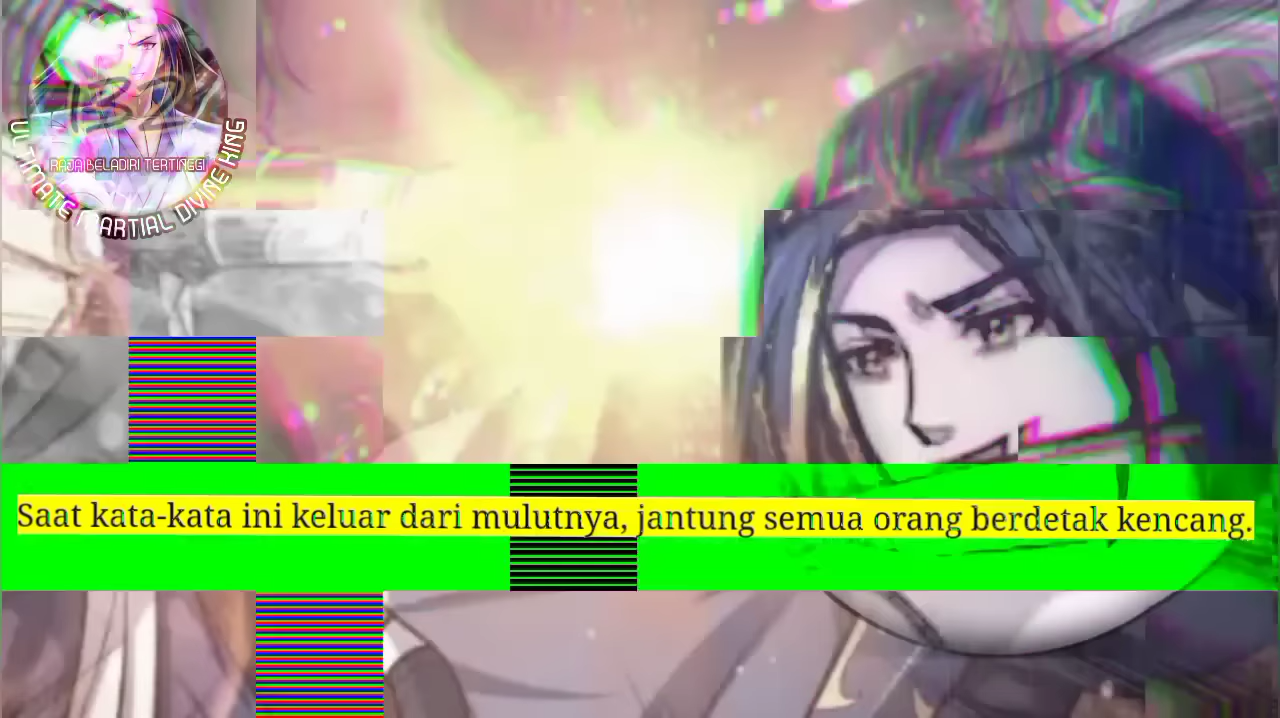 132
RAJA BELADIRI TERTINGGI
ULTIMATE MARTIAL DIVINE KING
Saat kata-kata ini keluar dari mulutnya, jantung semua orang berdetak kencang.